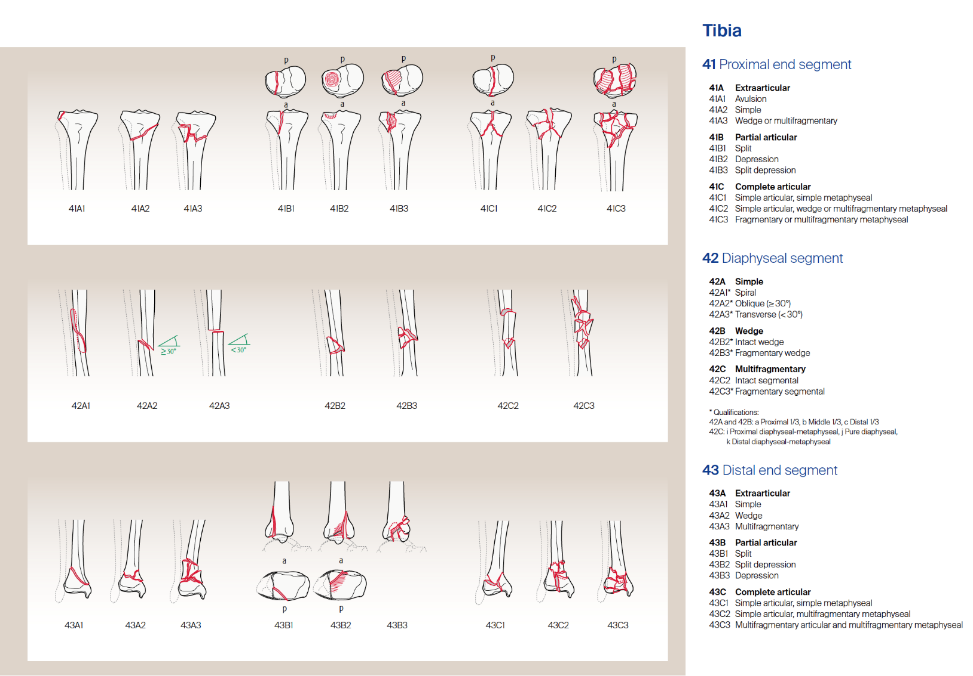 p p p p p
a a a a a
41A1 41A2 41A3 41B1 41B2 41B3 41C1 41C2 41C3
≥30° <30°
42A1 42A2 42A3 42B2 42B3 42C2 42C3
a a
p p
43A1 43A2 43A3 43B1 43B2 43B3 43C1 43C2 43C3
Tibia
41 Proximal end segment
41A Extraarticular
41A1 Avulsion
41A2 Simple
41A3 Wedge or multifragmentary
41B Partial articular
41B1 Split
41B2 Depression
41B3 Split depression
41C Complete articular
41C1 Simple articular, simple metaphyseal
41C2 Simple articular, wedge or multifragmentary metaphyseal
41C3 Fragmentary or multifragmentary metaphyseal
42 Diaphyseal segment
42A Simple
42A1* Spiral
42A2* Oblique (≥30°)
42A3* Transverse (<30°)
42B Wedge
42B2* Intact wedge
42B3* Fragmentary wedge
42C Multifragmentary
42C2 Intact segmental
42C3* Fragmentary segmental
* Qualifications:
42A and 42B: a Proximal 1/3, b Middle 1/3, c Distal 1/3
42C: i Proximal diaphyseal-metaphyseal, j Pure diaphyseal,
k Distal diaphyseal-metaphyseal
43 Distal end segment
43A Extraarticular
43A1 Simple
43A2 Wedge
43A3 Multifragmentary
43B Partial articular
43B1 Split
43B2 Split depression
43B3 Depression
43C Complete articular
43C1 Simple articular, simple metaphyseal
43C2 Simple articular, multifragmentary metaphyseal
43C3 Multifragmentary articular and multifragmentary metaphyseal